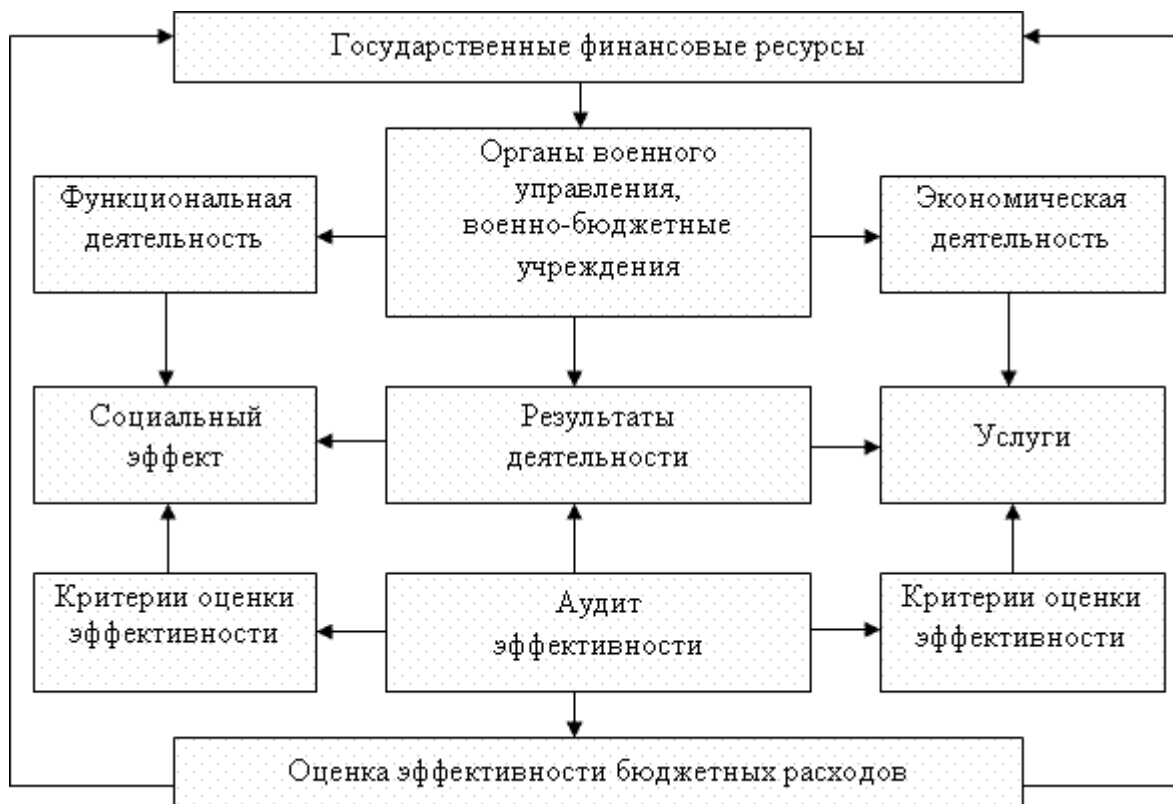 Государственные финансовые ресурсы
Органы военного
управления,
военно-бюджетные
учреждения
Функциональная
деятельность
Экономическая
деятельность
Социальный
эффект
Результаты
деятельности
Услуги
Критерии оценки
эффективности
Аудит
эффективности
Критерии оценки
эффективности
Оценка эффективности бюджетных расходов